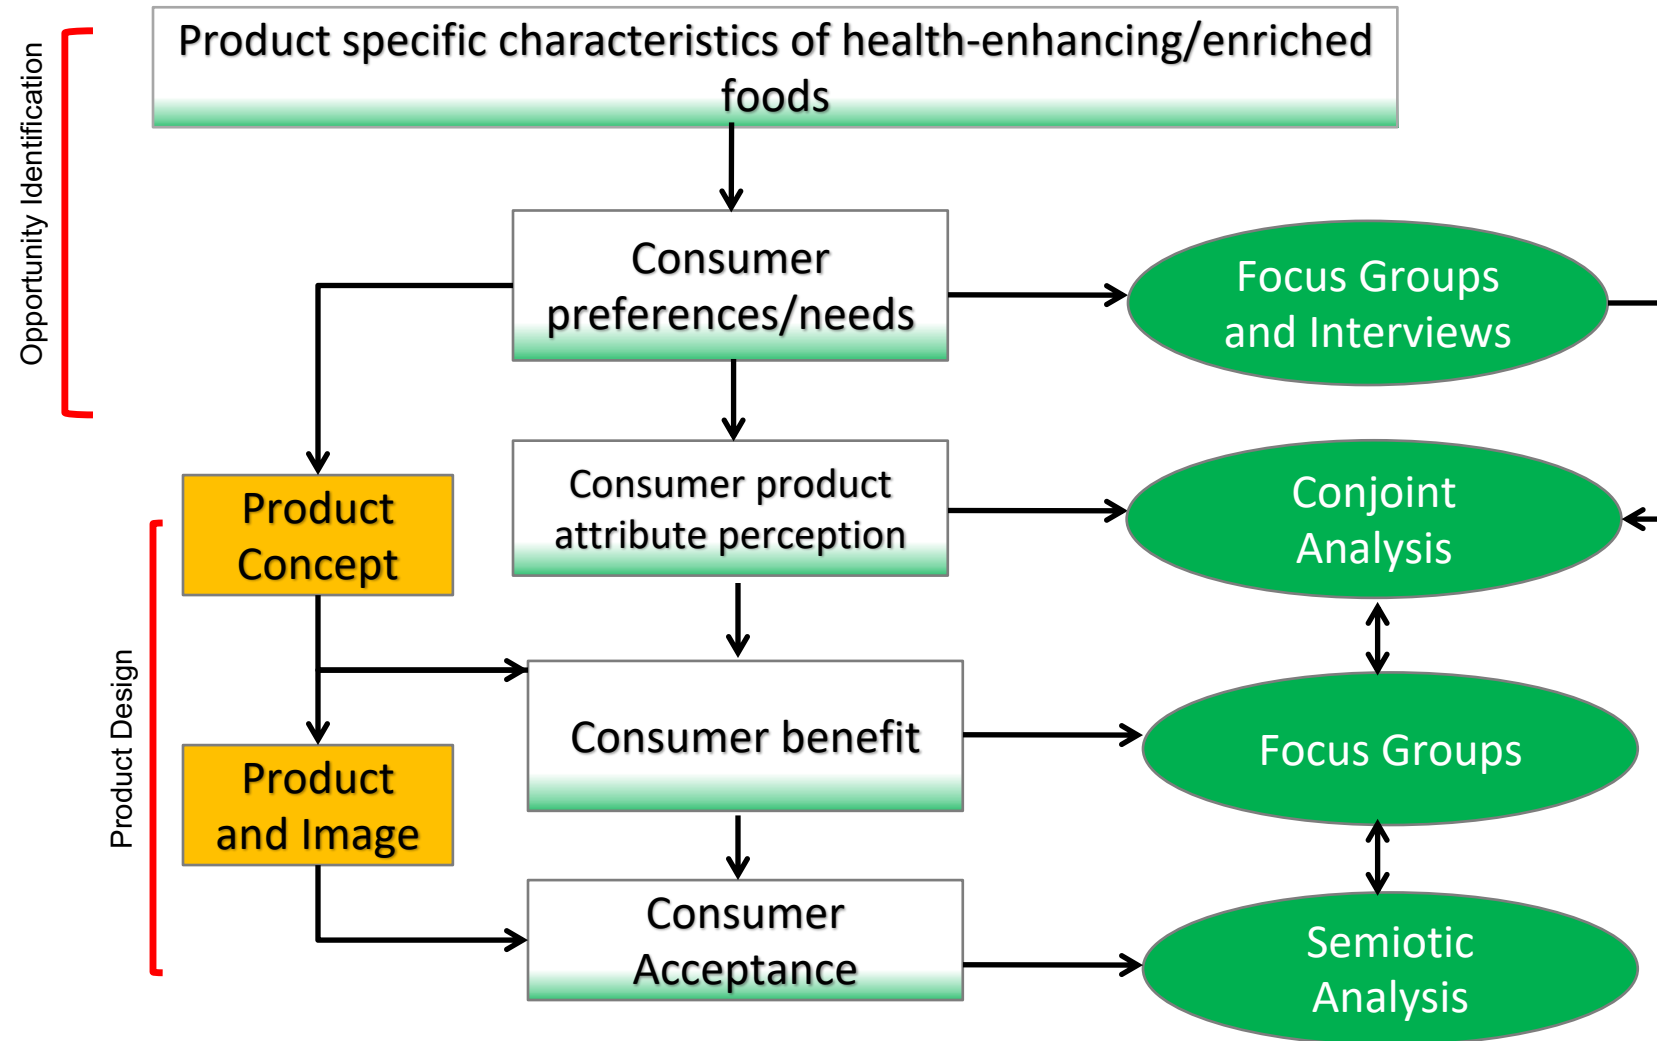 Product specific characteristics of health-enhancing/enriched
foods
Opportunity Identification
Consumer
preferences/needs
Focus Groups
and Interviews
Product
Concept
Consumer product
attribute perception
Conjoint
Analysis
Product Design
Product
and Image
Consumer benefit
Focus Groups
Consumer
Acceptance
Semiotic
Analysis